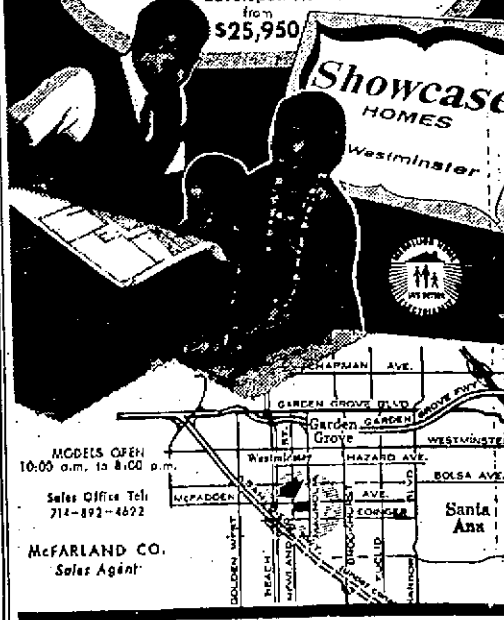 from
$25,950
Showcase
HOMES
Westminster
CHAPMAN AVE.
GARDEN GROVE BLVD.
GARDEN GROVE FWY.
Garden
Grove
WESTMINSTER
Westminster
HAZARD AVE.
BOLSA AVE.
McFADDEN
AVE.
EDINGER
Santa
Ana
GOLDEN WEST
BEACH
NEWLAND
MAGNOLIA
BROOKHURST
EUCLID
HARBOR
MODELS OPEN
10:00 a.m. to 8:00 p.m.
Sales Office Tel:
714-892-4622
McFARLAND CO.
Sales Agent